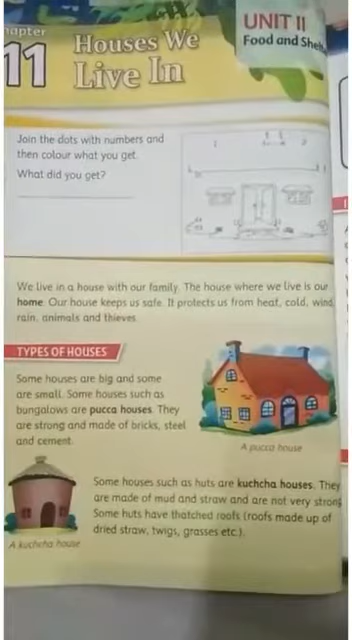 UNIT II
Food and
11
Houses We
Live In
Join the dots with numbers and
then colour what you get.
What did you get?
We live in a house with our family. The house where we live is our
home. Our house keeps us safe. It protects us from heat, cold, wind,
rain, animals and thieves.
TYPES OF HOUSES
Some houses are big and some
are small. Some houses such as
bungalows are pucca houses. They
are strong and made of bricks, steel
and cement.
A pucca house
Some houses such as huts are kuchcha houses. They
are made of mud and straw and are not very strong
Some huts have thatched roofs (roofs made up of
dried straw, twigs, grasses etc.).
A kuchcha house